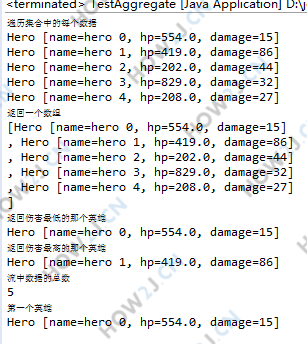 <terminated> TestAggregate [Java Application] D:\j
遍历集合中的每个数据
Hero [name=hero 0, hp=554.0, damage=15]
Hero [name=hero 1, hp=419.0, damage=86]
Hero [name=hero 2, hp=202.0, damage=44]
Hero [name=hero 3, hp=829.0, damage=32]
Hero [name=hero 4, hp=208.0, damage=27]
返回一个数组
[Hero [name=hero 0, hp=554.0, damage=15]
, Hero [name=hero 1, hp=419.0, damage=86]
, Hero [name=hero 2, hp=202.0, damage=44]
, Hero [name=hero 3, hp=829.0, damage=32]
, Hero [name=hero 4, hp=208.0, damage=27]
]
返回伤害最低的那个英雄
Hero [name=hero 0, hp=554.0, damage=15]
返回伤害最高的那个英雄
Hero [name=hero 1, hp=419.0, damage=86]
流中数据的总数
5
第一个英雄
Hero [name=hero 0, hp=554.0, damage=15]
HOW2J.CN